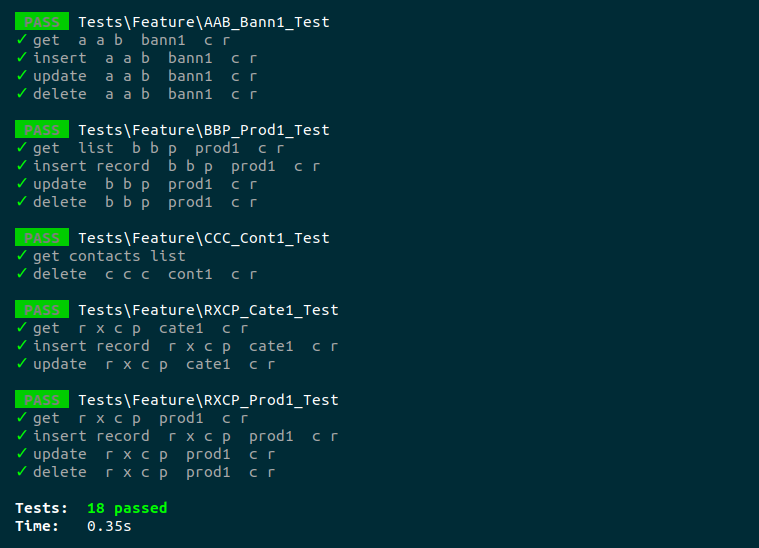 PASS Tests\Feature\AAB_Bann1_Test
✓ get  a a b  bann1  c r
✓ insert  a a b  bann1  c r
✓ update  a a b  bann1  c r
✓ delete  a a b  bann1  c r
PASS Tests\Feature\BBP_Prod1_Test
✓ get  list  b b p  prod1  c r
✓ insert record  b b p  prod1  c r
✓ update  b b p  prod1  c r
✓ delete  b b p  prod1  c r
PASS Tests\Feature\CCC_Cont1_Test
✓ get contacts list
✓ delete  c c c  cont1  c r
PASS Tests\Feature\RXCP_Cate1_Test
✓ get  r x c p  cate1  c r
✓ insert record  r x c p  cate1  c r
✓ update  r x c p  cate1  c r
PASS Tests\Feature\RXCP_Prod1_Test
✓ get  r x c p  prod1  c r
✓ insert record  r x c p  prod1  c r
✓ update  r x c p  prod1  c r
✓ delete  r x c p  prod1  c r
Tests:  18 passed
Time:   0.35s